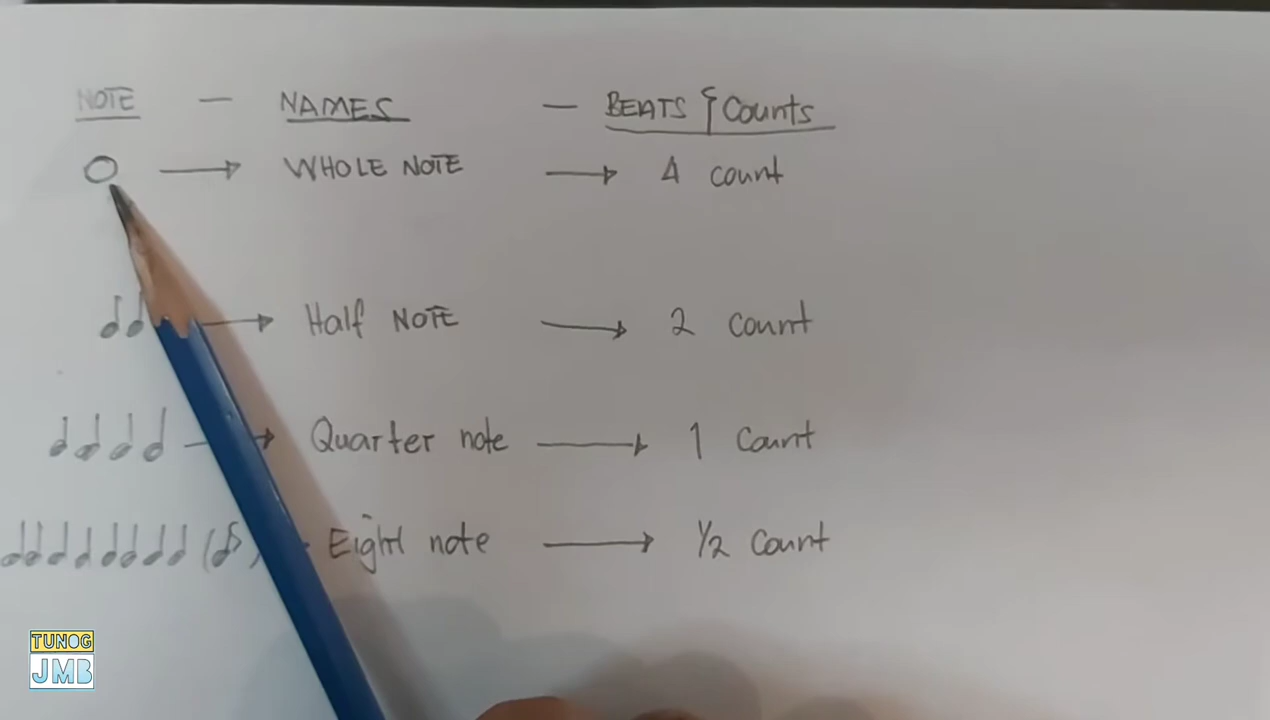 NOTE — NAMES — BEATS & Counts
WHOLE NOTE 4 count
Half NOTE 2 count
Quarter note 1 Count
Eight note 1/2 Count
TUNOG
JMB